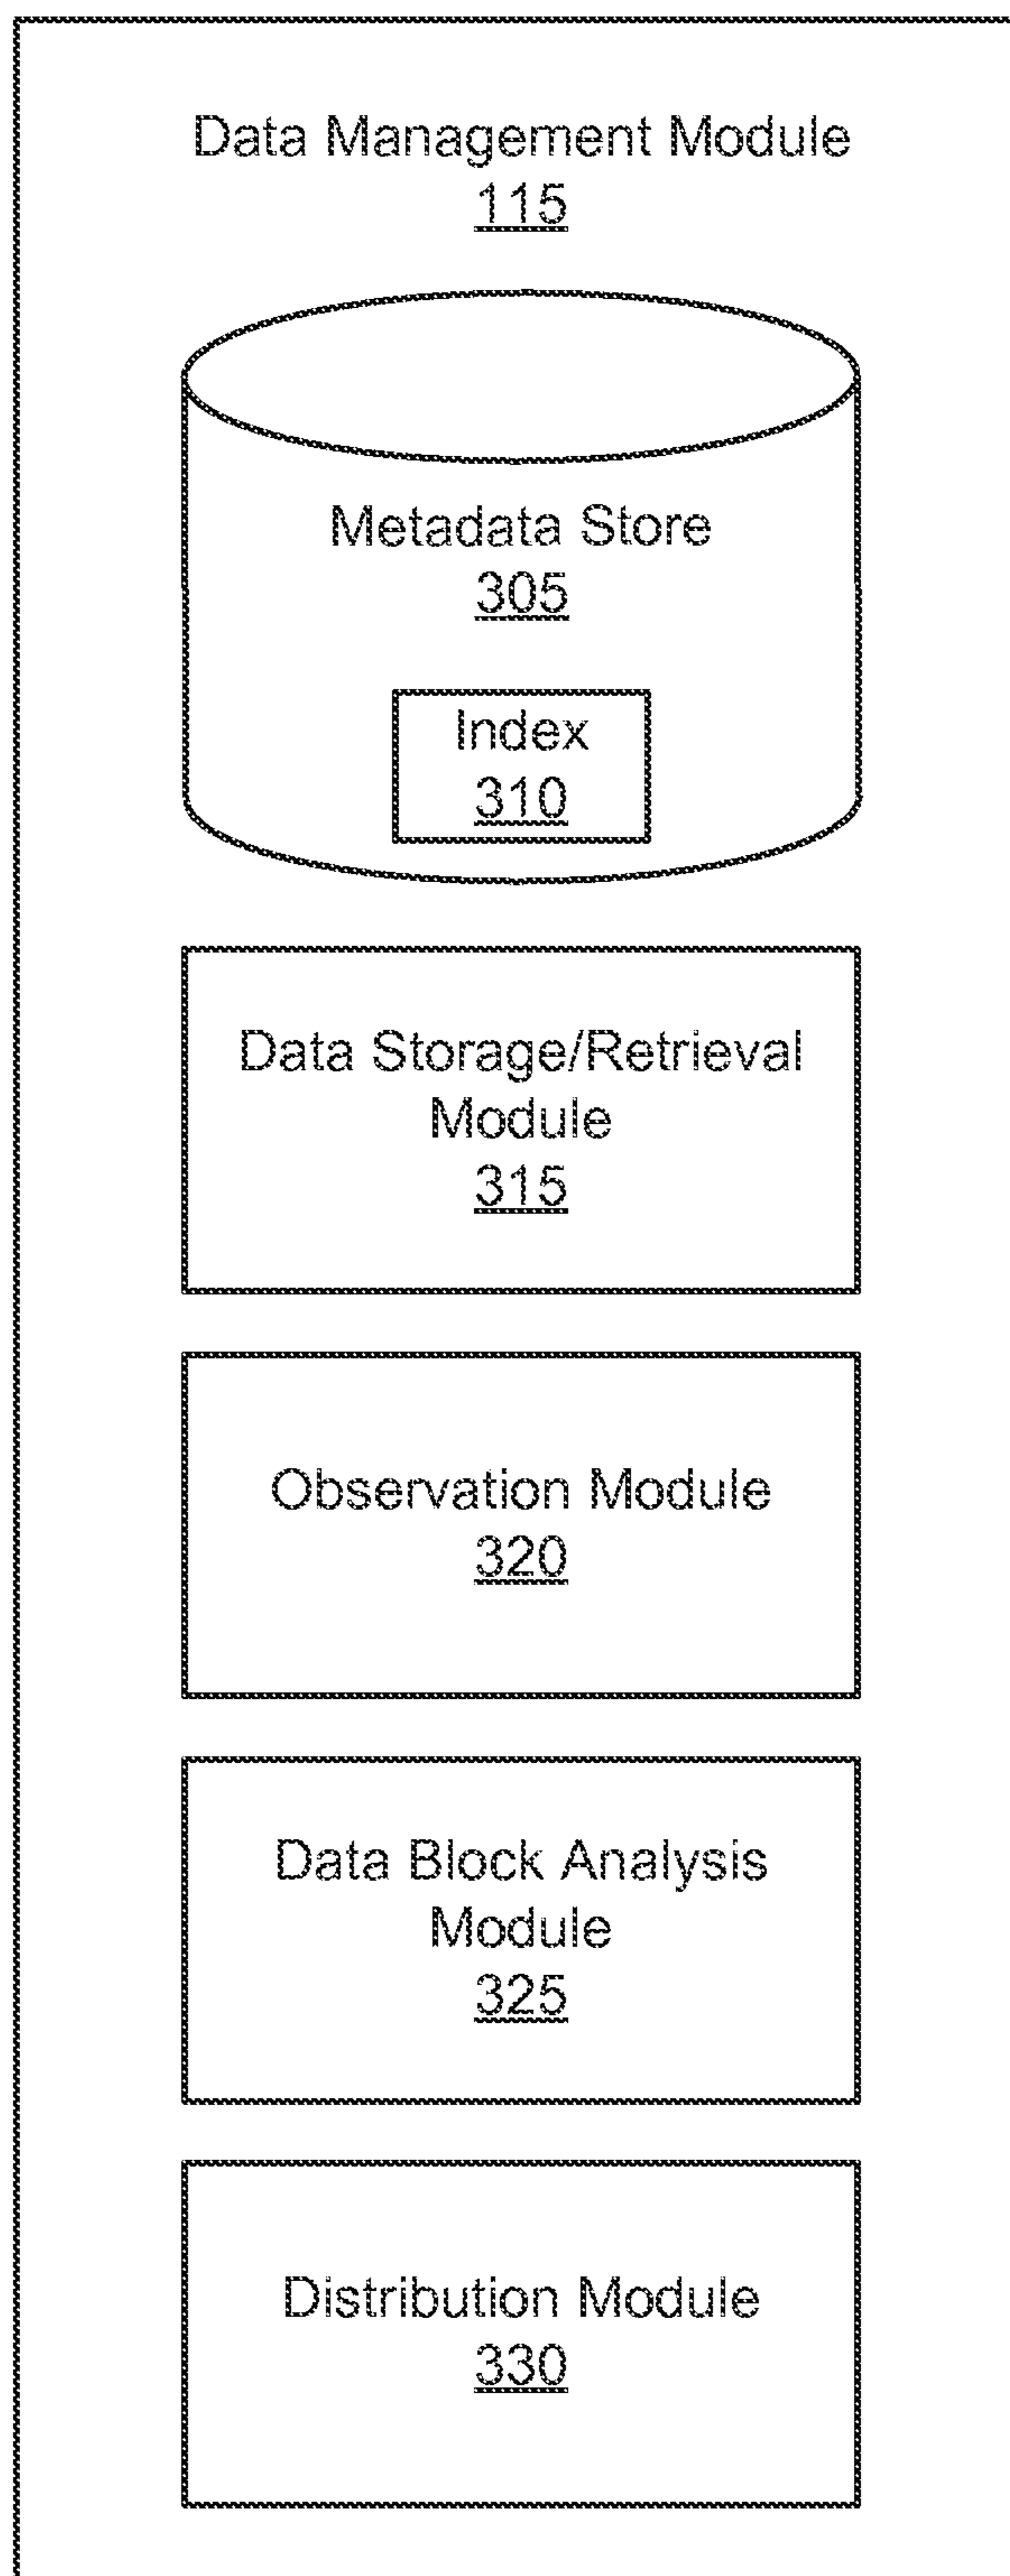 Data Management Module
115
Metadata Store
305
Index
310
Data Storage/Retrieval
Module
315
Observation Module
320
Data Block Analysis
Module
325
Distribution Module
330